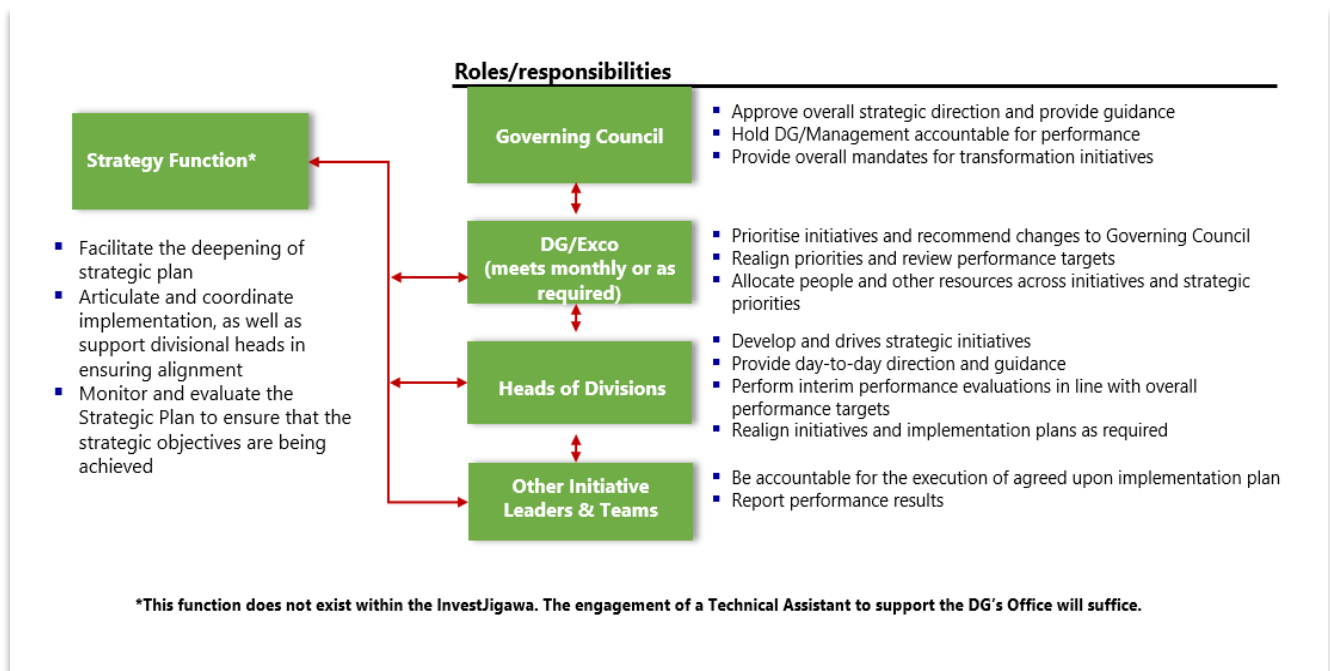 Roles/responsibilities
Strategy Function*
▪ Facilitate the deepening of
strategic plan
▪ Articulate and coordinate
implementation, as well as
support divisional heads in
ensuring alignment
▪ Monitor and evaluate the
Strategic Plan to ensure that the
strategic objectives are being
achieved
Governing Council
▪ Approve overall strategic direction and provide guidance
▪ Hold DG/Management accountable for performance
▪ Provide overall mandates for transformation initiatives
DG/Exco
(meets monthly or as
required)
▪ Prioritise initiatives and recommend changes to Governing Council
▪ Realign priorities and review performance targets
▪ Allocate people and other resources across initiatives and strategic
priorities
Heads of Divisions
▪ Develop and drives strategic initiatives
▪ Provide day-to-day direction and guidance
▪ Perform interim performance evaluations in line with overall
performance targets
▪ Realign initiatives and implementation plans as required
Other Initiative
Leaders & Teams
▪ Be accountable for the execution of agreed upon implementation plan
▪ Report performance results
*This function does not exist within the InvestJigawa. The engagement of a Technical Assistant to support the DG’s Office will suffice.